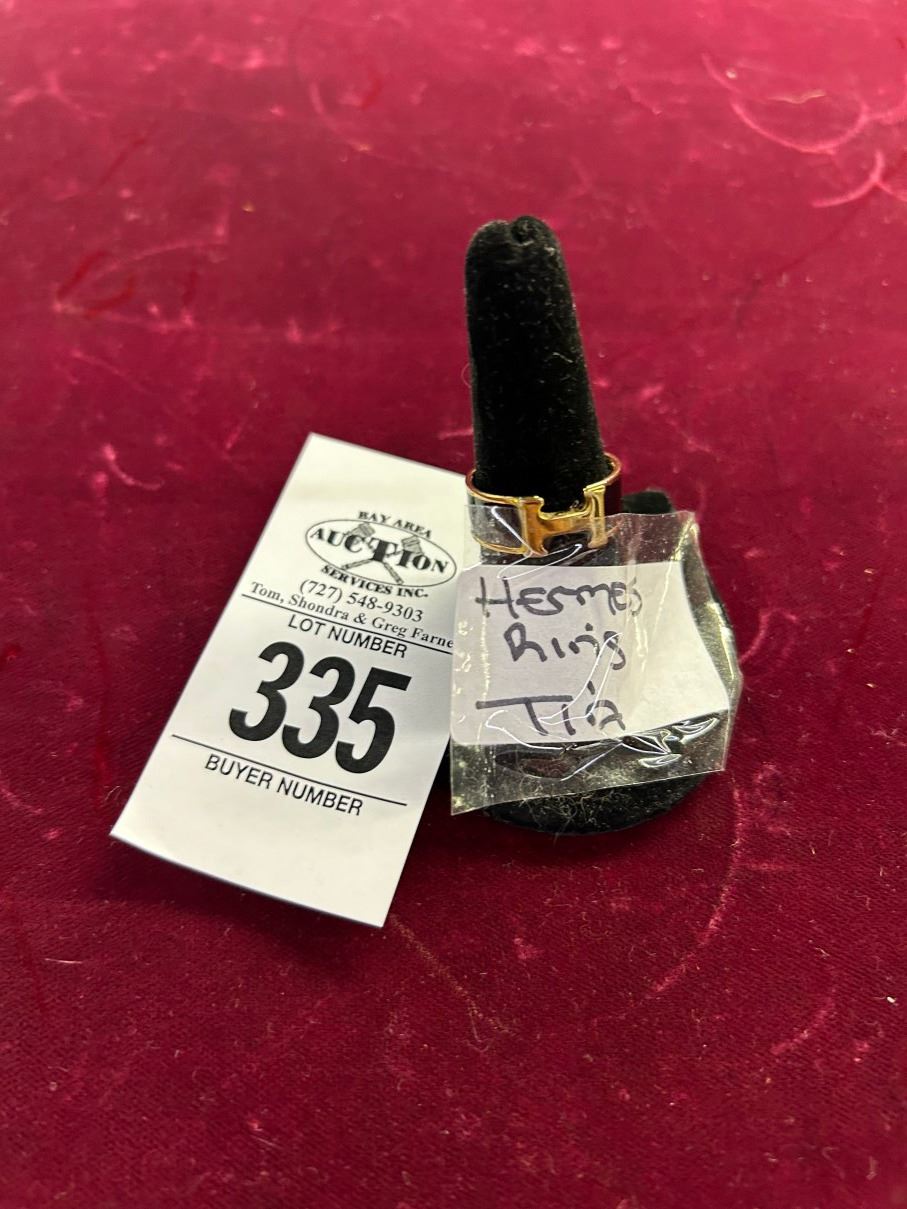 BAY AREA
AUCTION
SERVICES INC.
(727) 548-9303
Tom, Shondra & Greg Farne
LOT NUMBER
335
BUYER NUMBER
Hermes
Ring